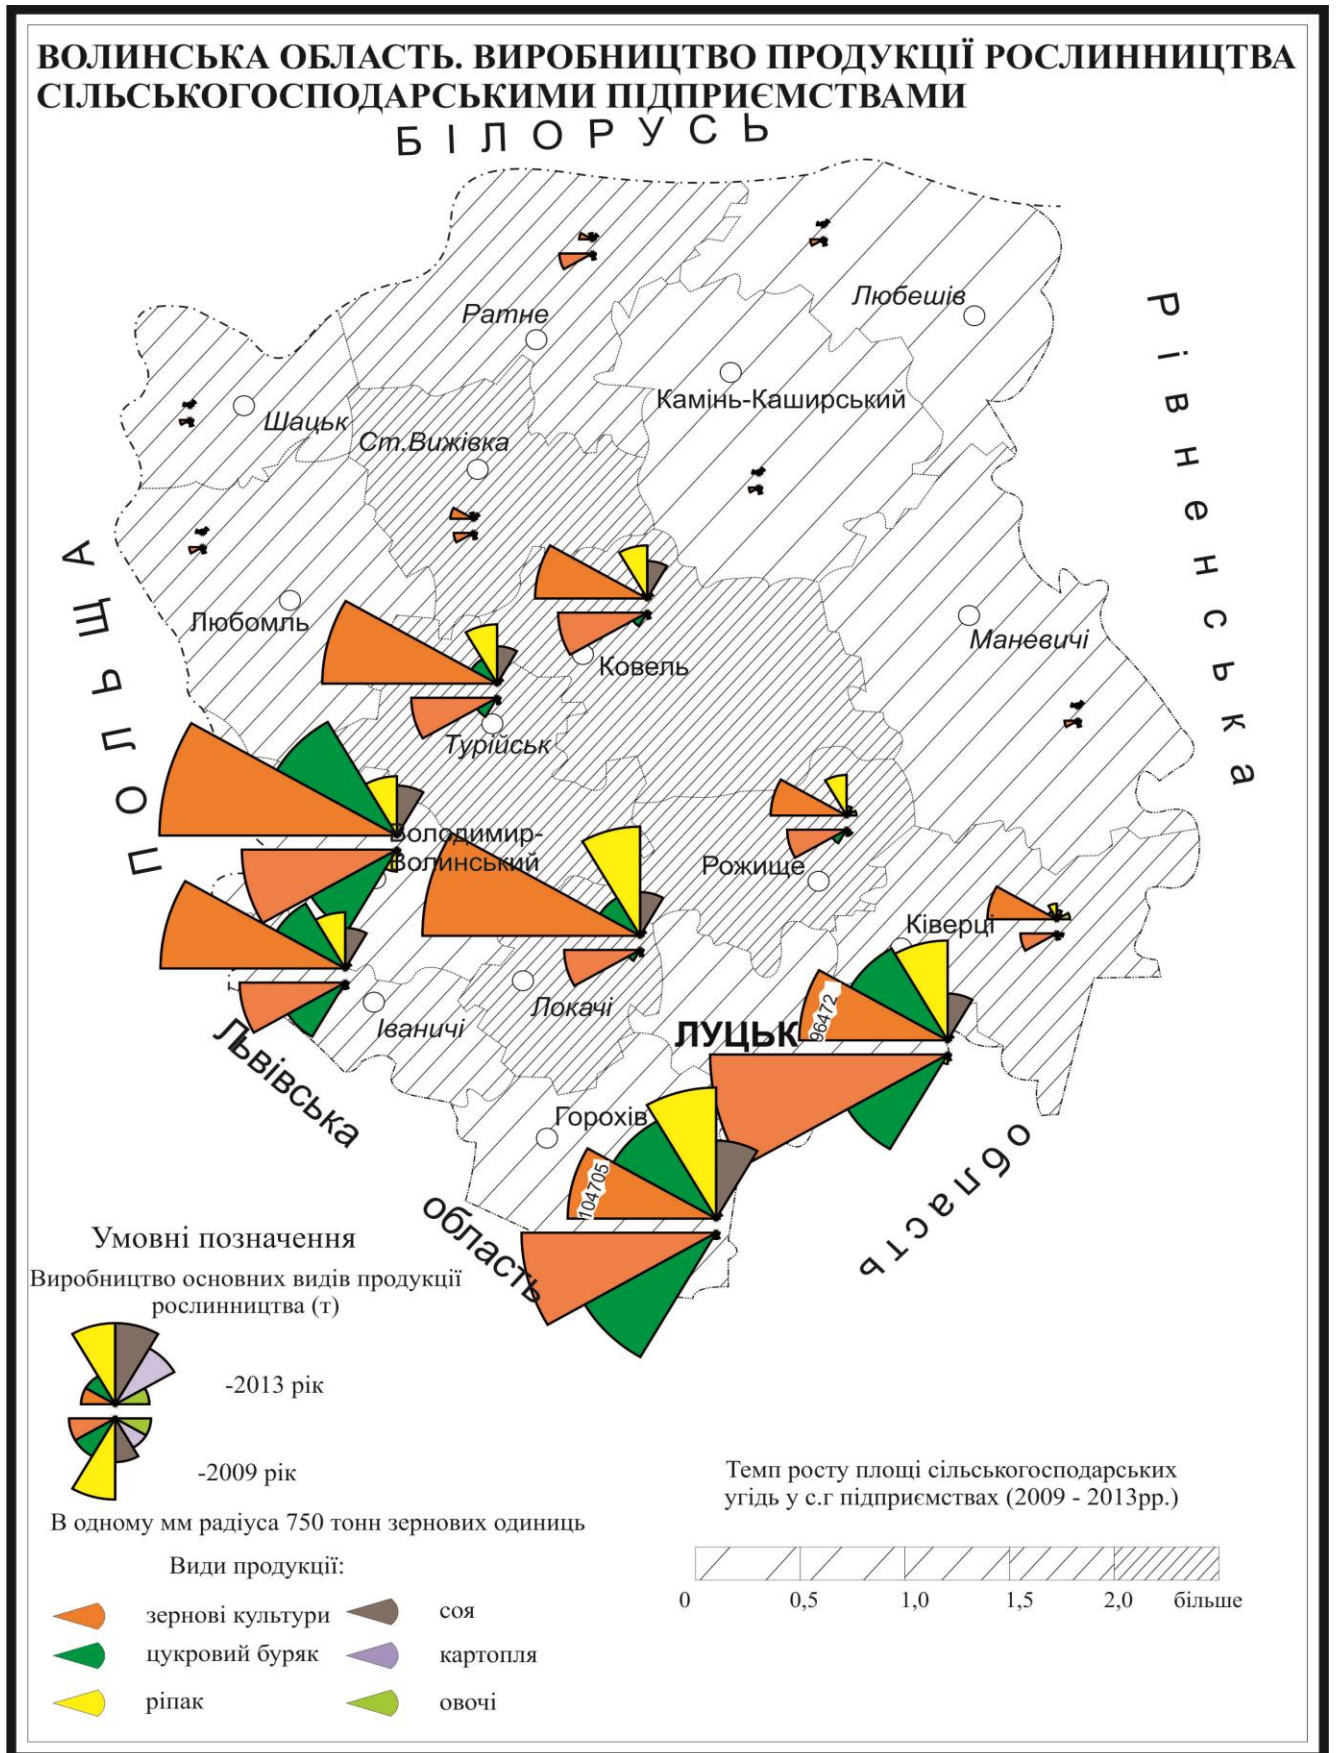 ВОЛИНСЬКА ОБЛАСТЬ. ВИРОБНИЦТВО ПРОДУКЦІЇ РОСЛИННИЦТВА
СІЛЬСЬКОГОСПОДАРСЬКИМИ ПІДПРИЄМСТВАМИ
БІЛОРУСЬ
Рівненська
область
ПОЛЬЩА
Львівська
область
Любешів
Ратне
Камінь-Каширський
Шацьк
Ст.Вижівка
Любомль
Маневичі
Ковель
Турійськ
Володимир-
Волинський
Рожище
Ківерці
Локачі
Іваничі
ЛУЦЬК
96472
Горохів
104705
Умовні позначення
Виробництво основних видів продукції
рослинництва (т)
-2013 рік
-2009 рік
В одному мм радіуса 750 тонн зернових одиниць
Види продукції:
зернові культури
соя
цукровий буряк
картопля
ріпак
овочі
Темп росту площі сільськогосподарських
угідь у с.г підприємствах (2009 - 2013рр.)
0 0,5 1,0 1,5 2,0 більше